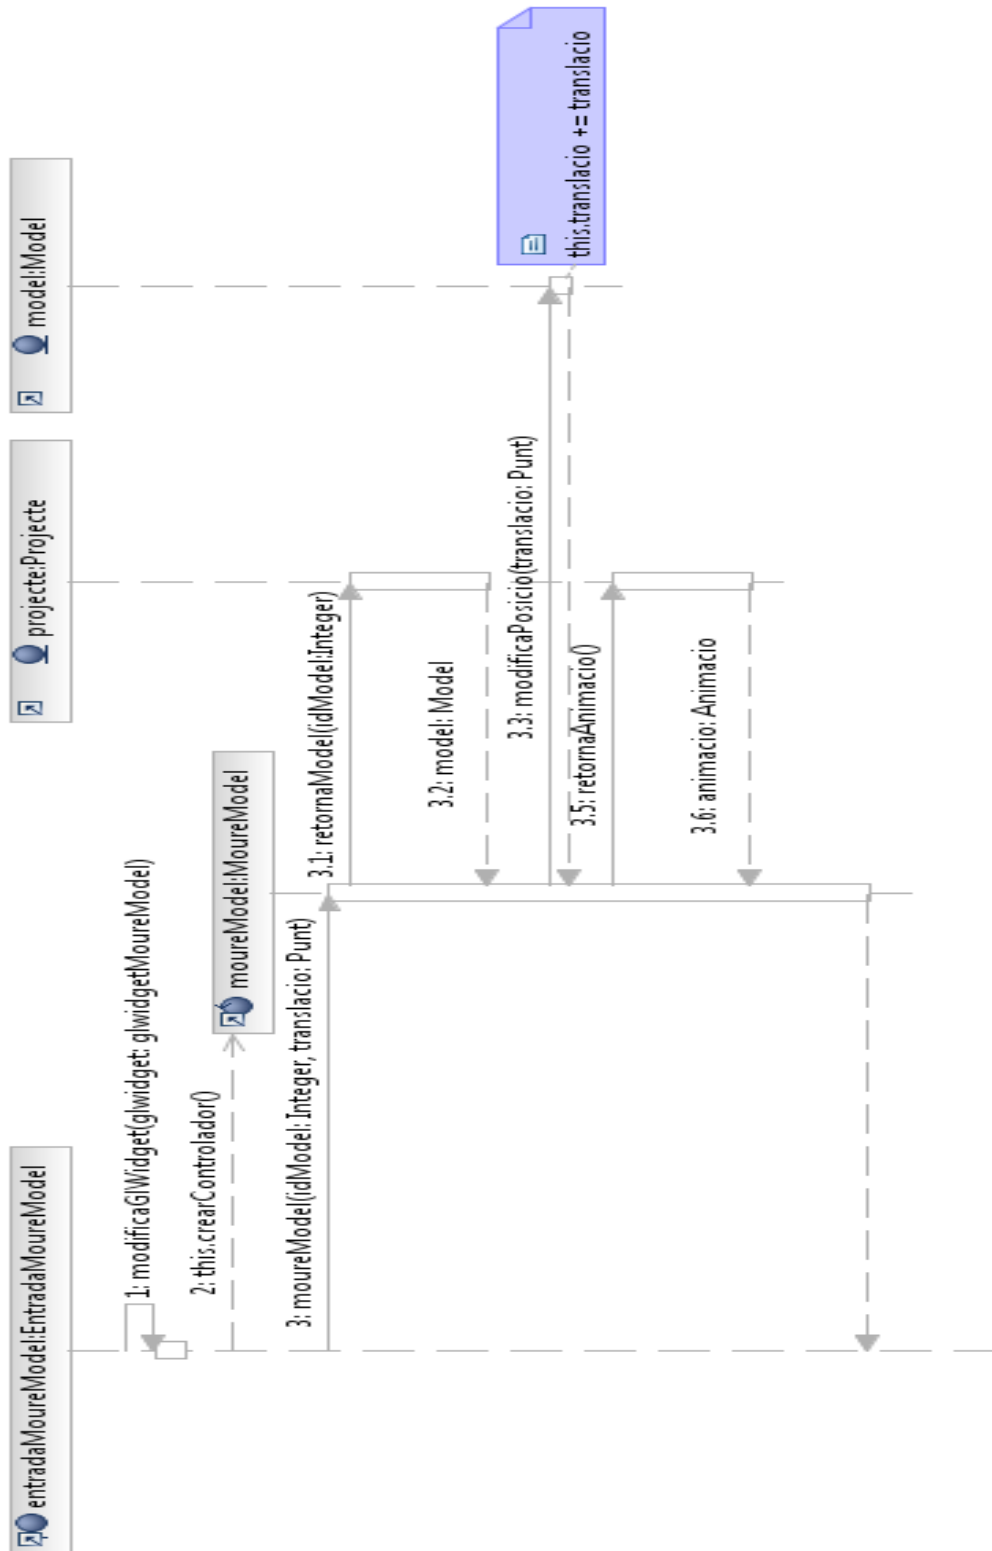 entradaMoureModel:EntradaMoureModel
projecte:Projecte
model:Model
1: modificaGlWidget(glwidget: glwidgetMoureModel)
2: this.crearControlador()
moureModel:MoureModel
3: moureModel(idModel: Integer, translacio: Punt)
3.1: retornaModel(idModel:Integer)
3.2: model: Model
3.3: modificaPosicio(translacio: Punt)
this.translacio += translacio
3.5: retornaAnimacio()
3.6: animacio: Animacio